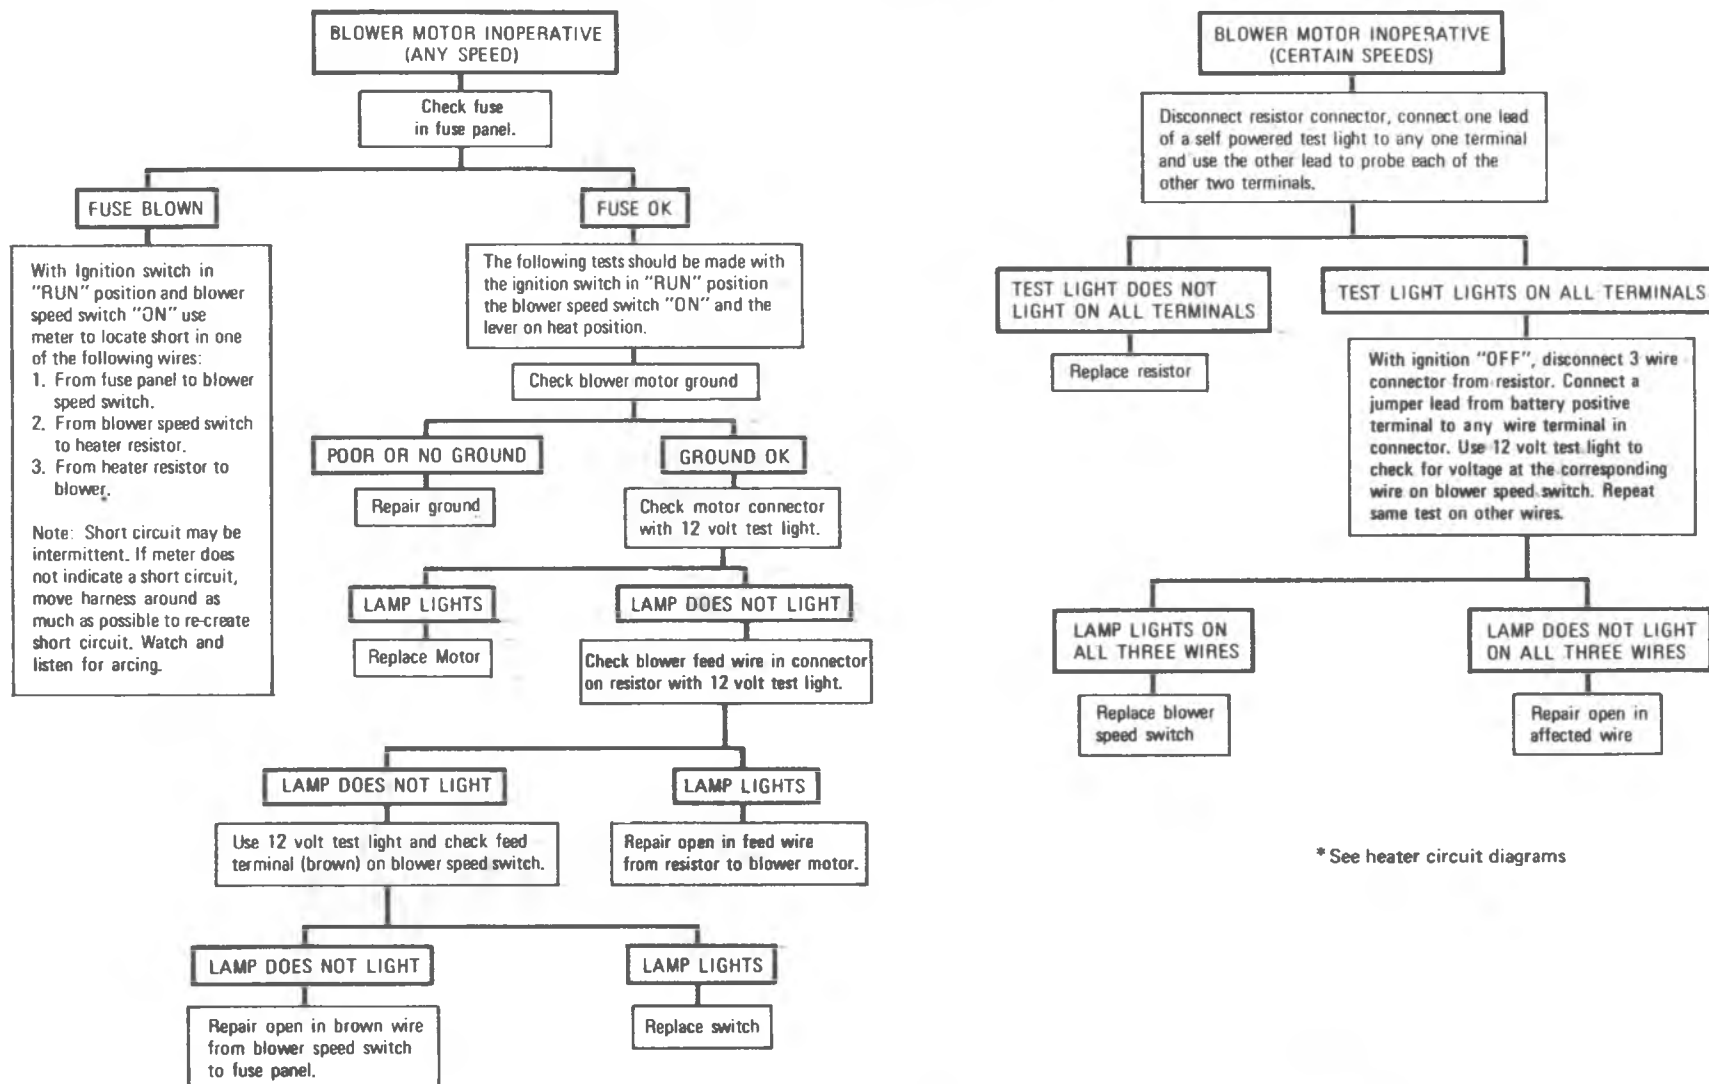 BLOWER MOTOR INOPERATIVE
(ANY SPEED)
Check fuse
in fuse panel.
FUSE BLOWN
With Ignition switch in
"RUN" position and blower
speed switch "ON" use
meter to locate short in one
of the following wires:
1. From fuse panel to blower
speed switch.
2. From blower speed switch
to heater resistor.
3. From heater resistor to
blower.
Note: Short circuit may be
intermittent. If meter does
not indicate a short circuit,
move harness around as
much as possible to re-create
short circuit. Watch and
listen for arcing.
FUSE OK
The following tests should be made with
the ignition switch in "RUN" position
the blower speed switch "ON" and the
lever on heat position.
Check blower motor ground
POOR OR NO GROUND
Repair ground
GROUND OK
Check motor connector
with 12 volt test light.
LAMP LIGHTS
Replace Motor
LAMP DOES NOT LIGHT
Check blower feed wire in connector
on resistor with 12 volt test light.
LAMP DOES NOT LIGHT
Use 12 volt test light and check feed
terminal (brown) on blower speed switch.
LAMP LIGHTS
Repair open in feed wire
from resistor to blower motor.
LAMP DOES NOT LIGHT
Repair open in brown wire
from blower speed switch
to fuse panel.
LAMP LIGHTS
Replace switch
BLOWER MOTOR INOPERATIVE
(CERTAIN SPEEDS)
Disconnect resistor connector, connect one lead
of a self powered test light to any one terminal
and use the other lead to probe each of the
other two terminals.
TEST LIGHT DOES NOT
LIGHT ON ALL TERMINALS
Replace resistor
TEST LIGHT LIGHTS ON ALL TERMINALS
With ignition "OFF", disconnect 3 wire
connector from resistor. Connect a
jumper lead from battery positive
terminal to any wire terminal in
connector. Use 12 volt test light to
check for voltage at the corresponding
wire on blower speed switch. Repeat
same test on other wires.
LAMP LIGHTS ON
ALL THREE WIRES
Replace blower
speed switch
LAMP DOES NOT LIGHT
ON ALL THREE WIRES
Repair open in
affected wire
* See heater circuit diagrams